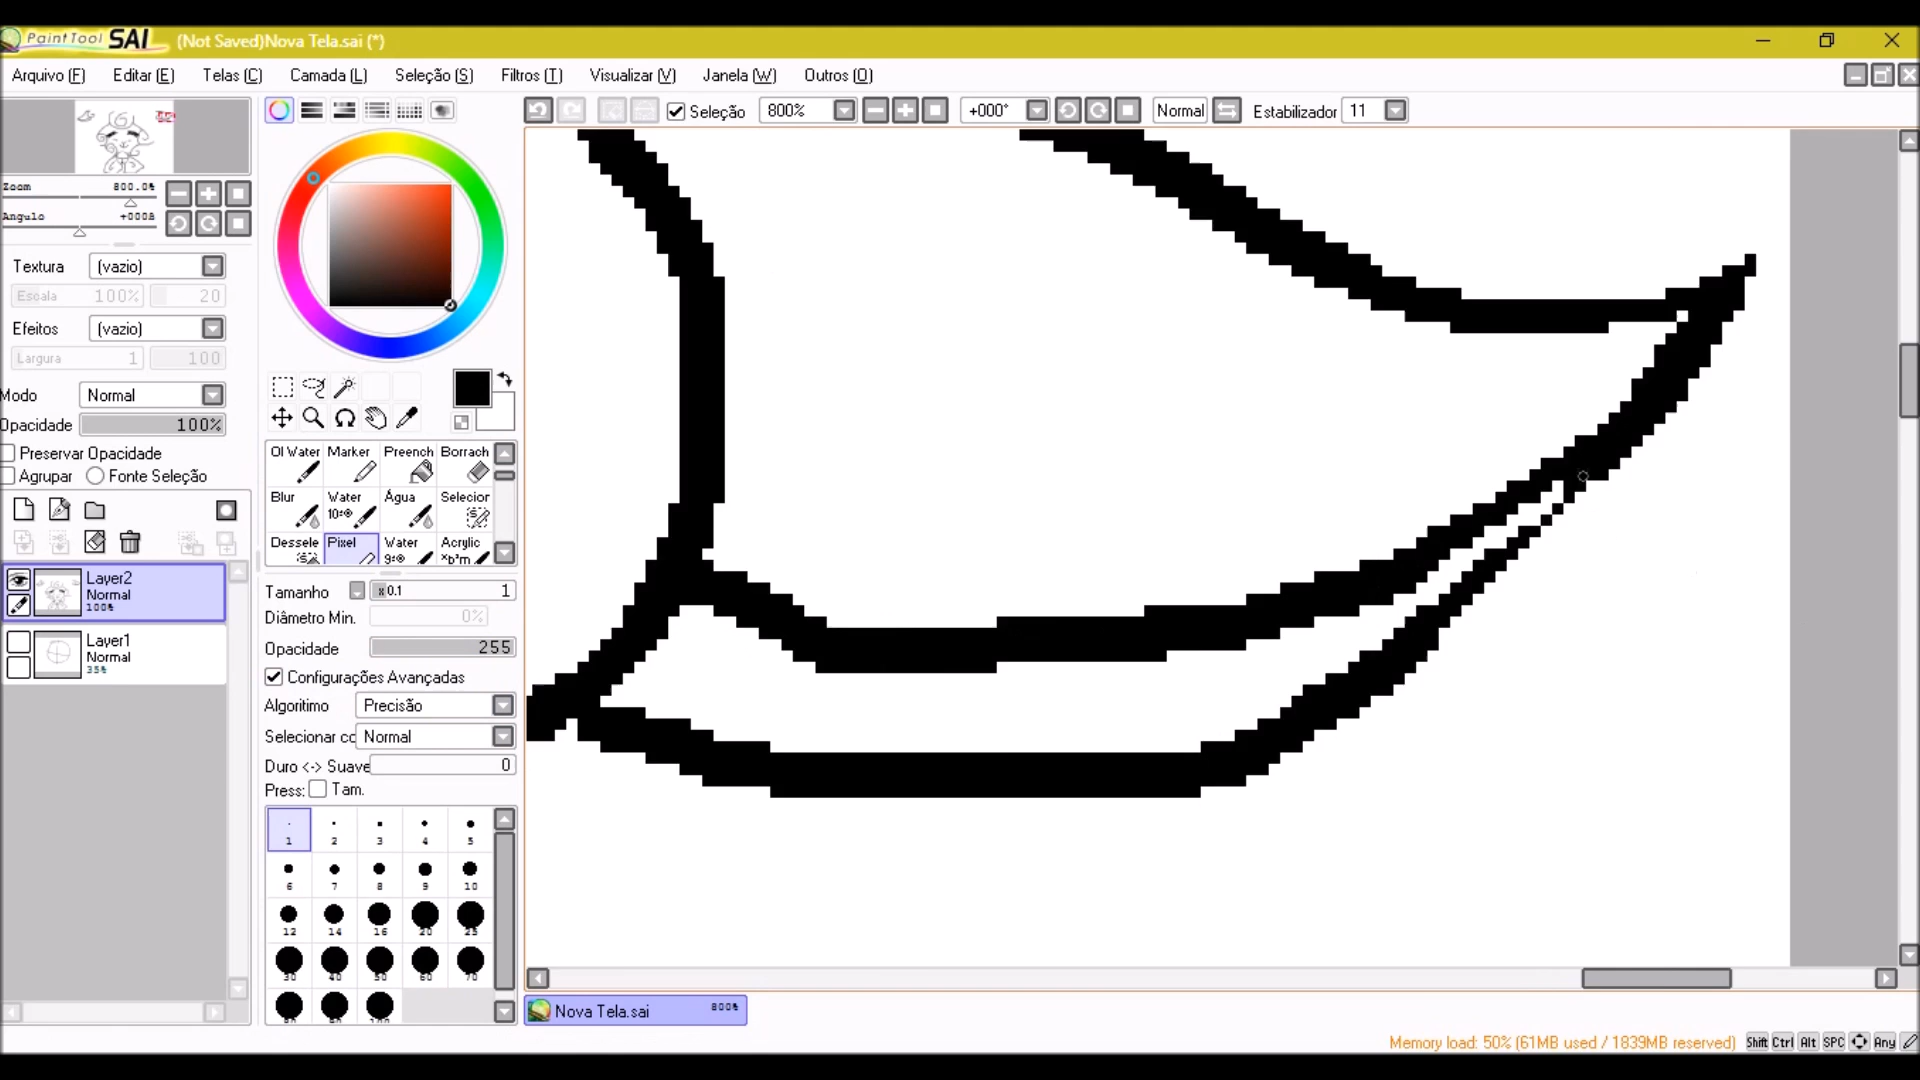 PaintTool SAI (Not Saved)Nova Tela.sai (*)
Arquivo (F) Editar (E) Telas (C) Camada (L) Seleção (S) Filtros (T) Visualizar (V) Janela (W) Outros (O)
Seleção 800% +000° Normal Estabilizador 11
Zoom 800.0%
Angulo +000å
Textura (vazio)
Escala 100% 20
Efeitos (vazio)
Largura 1 100
Modo Normal
Opacidade 100%
Preservar Opacidade
Agrupar Fonte Seleção
Layer2
Normal
100%
Layer1
Normal
35%
Ol Water Marker Preench Borrach
Blur Water Água Selecior
Dessele Pixel Water Acrylic
Tamanho x0.1 1
Diâmetro Min. 0%
Opacidade 255
Configurações Avançadas
Algoritimo Precisão
Selecionar cc Normal
Duro <-> Suave 0
Press: Tam.
1 2 3 4 5
6 7 8 9 10
12 14 16 20 25
30 40 50 60 70
Nova Tela.sai 800%
Memory load: 50% (61MB used / 1839MB reserved) Shift Ctrl Alt SPC Any